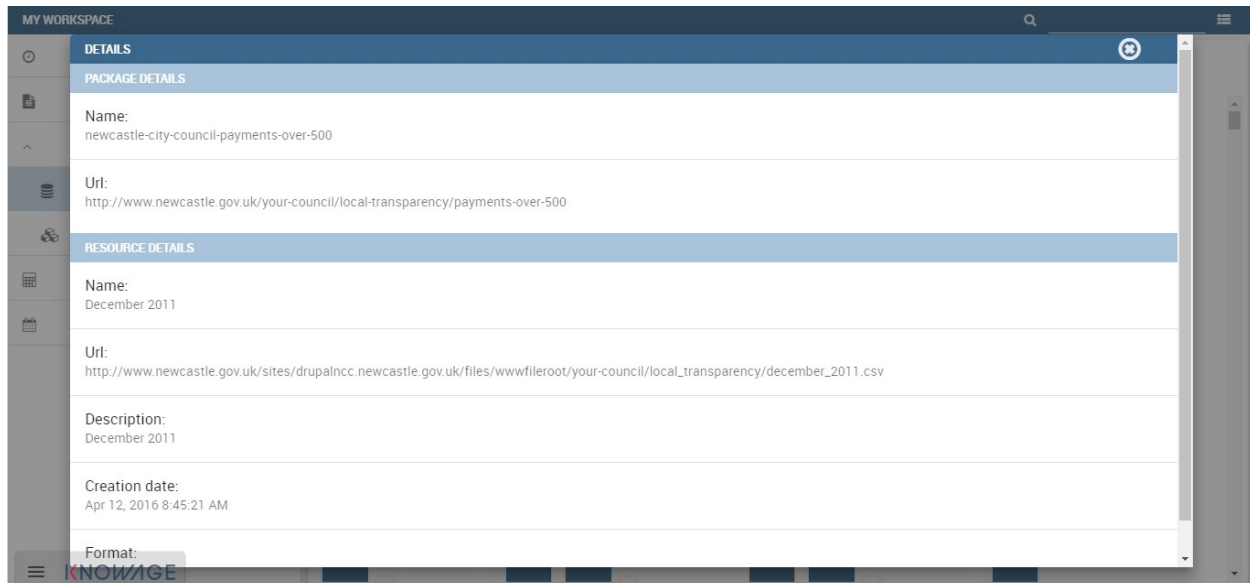 MY WORKSPACE
DETAILS
PACKAGE DETAILS
Name:
newcastle-city-council-payments-over-500
Url:
http://www.newcastle.gov.uk/your-council/local-transparency/payments-over-500
RESOURCE DETAILS
Name:
December 2011
Url:
http://www.newcastle.gov.uk/sites/drupalncc.newcastle.gov.uk/files/wwwfileroot/your-council/local_transparency/december_2011.csv
Description:
December 2011
Creation date:
Apr 12, 2016 8:45:21 AM
Format:
KNOWAGE